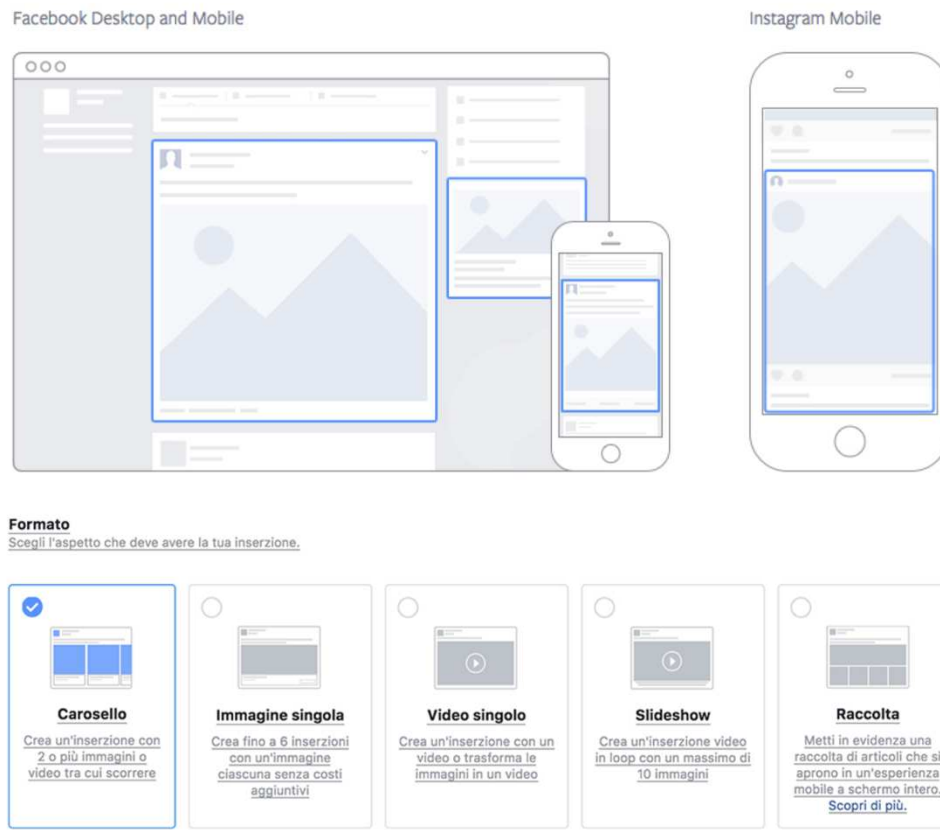 Facebook Desktop and Mobile
Instagram Mobile
Formato
Scegli l'aspetto che deve avere la tua inserzione.
Carosello
Crea un'inserzione con
2 o più immagini o
video tra cui scorrere
Immagine singola
Crea fino a 6 inserzioni
con un'immagine
ciascuna senza costi
aggiuntivi
Video singolo
Crea un'inserzione con un
video o trasforma le
immagini in un video
Slideshow
Crea un'inserzione video
in loop con un massimo di
10 immagini
Raccolta
Metti in evidenza una
raccolta di articoli che si
aprono in un'esperienza
mobile a schermo intero.
Scopri di più.